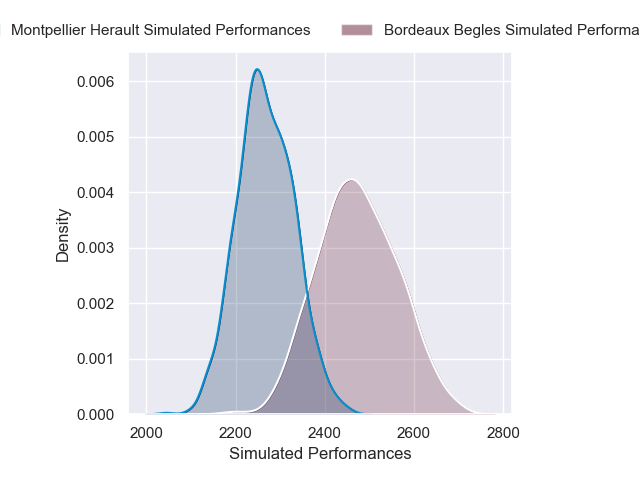 Montpellier Herault Simulated Performances Bordeaux Begles Simulated
0.006
0.005
0.004
0.003
0.002
0.001
0.000
Density
2000 2200 2400 2600 2800
Simulated Performances